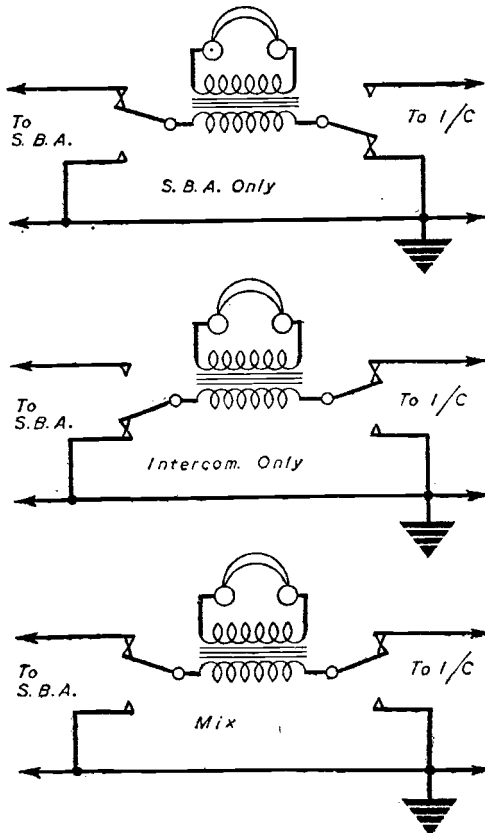 To
S.B.A.
To I/C
S.B.A. Only
To
S.B.A.
To I/C
Intercom. Only
To
S.B.A.
To I/C
Mix